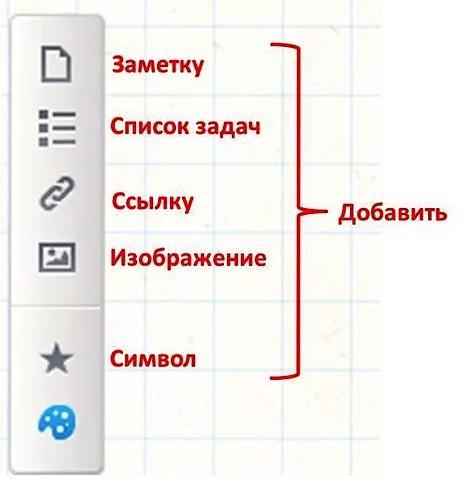 Заметку
Список задач
Ссылку
Добавить
Изображение
Символ